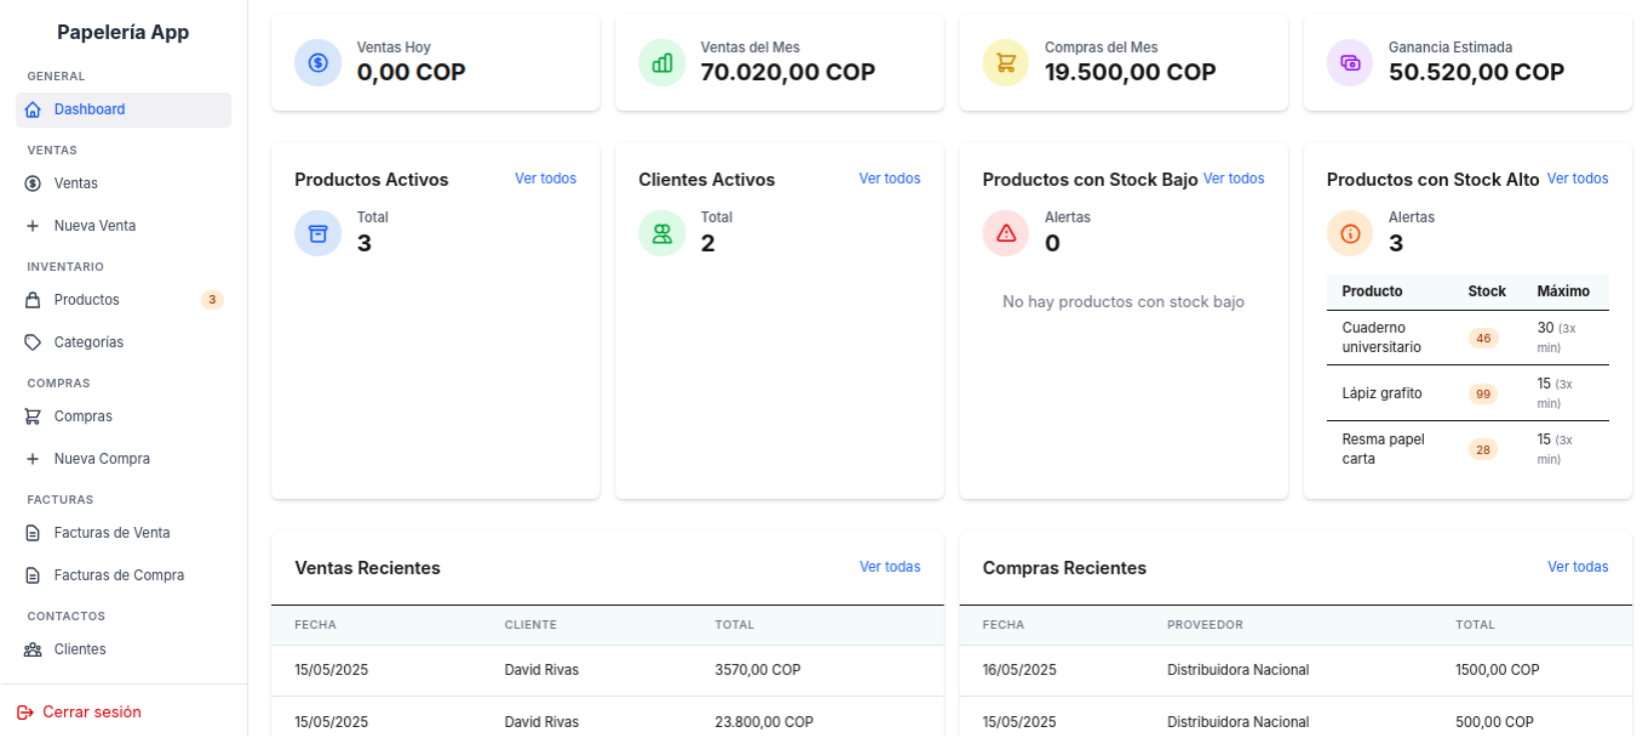 Papelería App
GENERAL
Dashboard
VENTAS
Ventas
Nueva Venta
INVENTARIO
Productos 3
Categorías
COMPRAS
Compras
Nueva Compra
FACTURAS
Facturas de Venta
Facturas de Compra
CONTACTOS
Clientes
Cerrar sesión
Ventas Hoy
0,00 COP
Ventas del Mes
70.020,00 COP
Compras del Mes
19.500,00 COP
Ganancia Estimada
50.520,00 COP
Productos Activos Ver todos
Total
3
Clientes Activos Ver todos
Total
2
Productos con Stock Bajo Ver todos
Alertas
0
No hay productos con stock bajo
Productos con Stock Alto Ver todos
Alertas
3
Producto Stock Máximo
Cuaderno universitario 46 30 (3x min)
Lápiz grafito 99 15 (3x min)
Resma papel carta 28 15 (3x min)
Ventas Recientes Ver todas
FECHA CLIENTE TOTAL
15/05/2025 David Rivas 3570,00 COP
15/05/2025 David Rivas 23.800,00 COP
Compras Recientes Ver todas
FECHA PROVEEDOR TOTAL
16/05/2025 Distribuidora Nacional 1500,00 COP
15/05/2025 Distribuidora Nacional 500,00 COP